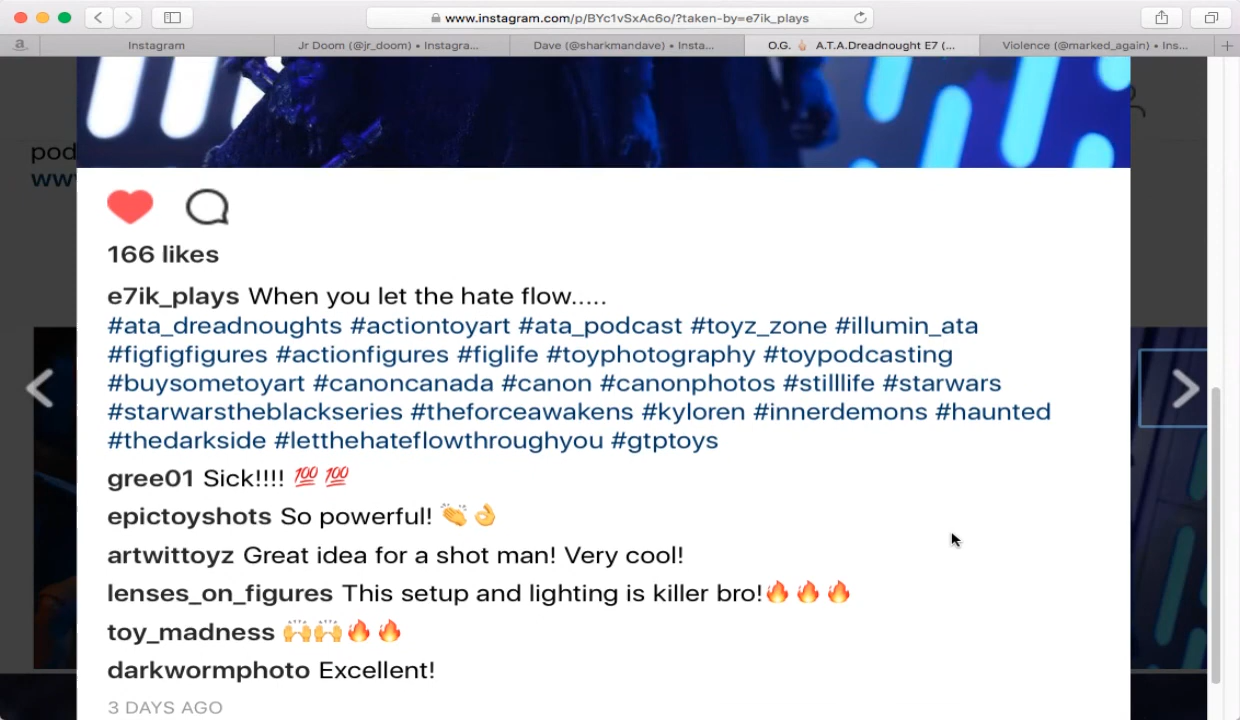 www.instagram.com/p/BYc1vSxAc6o/?taken-by=e7ik_plays
a
Instagram
Jr Doom (@jr_doom) • Instagra...
Dave (@sharkmandave) • Insta...
O.G. ☝🏻 A.T.A.Dreadnought E7 (...
Violence (@marked_again) • Ins...
pod
www
166 likes
e7ik_plays When you let the hate flow.....
#ata_dreadnoughts #actiontoyart #ata_podcast #toyz_zone #illumin_ata
#figfigfigures #actionfigures #figlife #toyphotography #toypodcasting
#buysometoyart #canoncanada #canon #canonphotos #stilllife #starwars
#starwarstheblackseries #theforceawakens #kyloren #innerdemons #haunted
#thedarkside #letthehateflowthroughyou #gtptoys
gree01 Sick!!!! 💯 💯
epictoyshots So powerful! 👏 👌
artwittoyz Great idea for a shot man! Very cool!
lenses_on_figures This setup and lighting is killer bro!🔥 🔥 🔥
toy_madness 🙌🙌🔥 🔥
darkwormphoto Excellent!
3 DAYS AGO